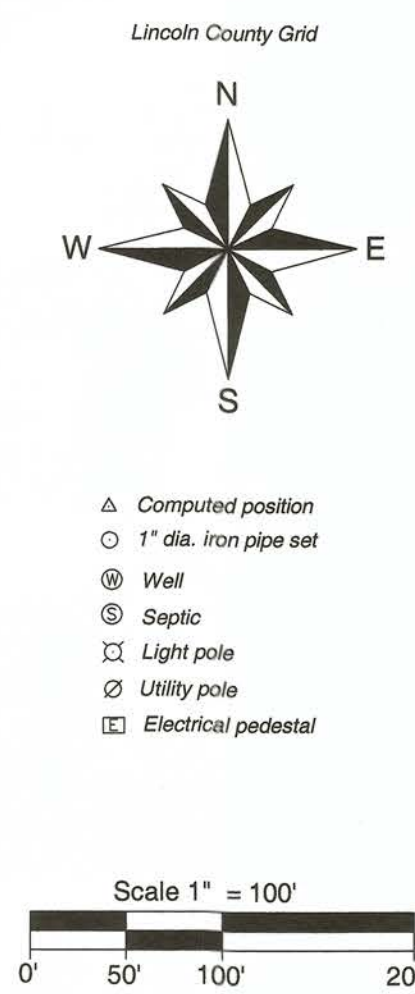 Lincoln County Grid
N
W E
S
Computed position
1" dia. iron pipe set
W Well
S Septic
Light pole
Utility pole
E Electrical pedestal
Scale 1" = 100'
0' 50' 100' 20